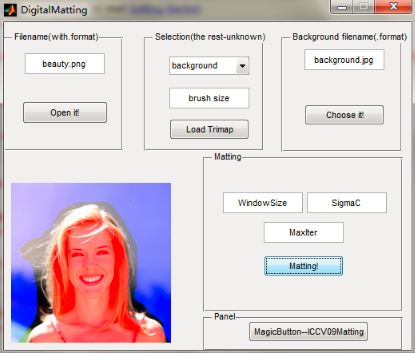 DigitalMatting
Filename(with.format)
beauty.png
Open it!
Selection(the rest-unknown)
background
brush size
Load Trimap
Background filename(.format)
background.jpg
Choose it!
Matting
WindowSize
SigmaC
MaxIter
Matting!
Panel
MagicButton--ICCV09Matting